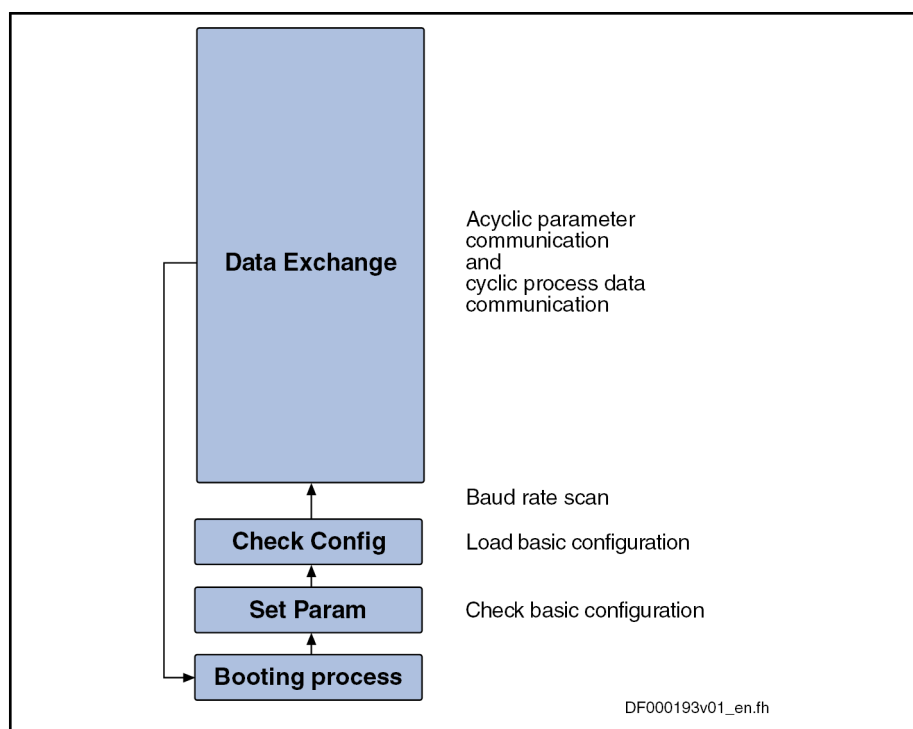 Data Exchange
Acyclic parameter
communication
and
cyclic process data
communication
Baud rate scan
Check Config
Load basic configuration
Set Param
Check basic configuration
Booting process
DF000193v01_en.fh